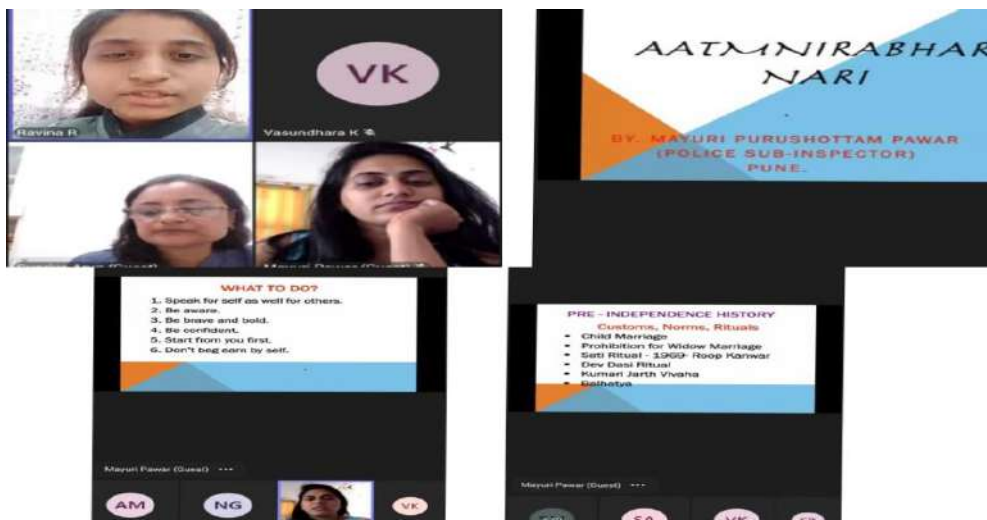 VK
Ravina R
Vasundhara K
Mayuri Pawar (Guest)
AATMNIRABHAR
NARI
BY. MAYURI PURUSHOTTAM PAWAR
(POLICE SUB-INSPECTOR)
PUNE.
WHAT TO DO?
1. Speak for self as well for others.
2. Be aware.
3. Be brave and bold.
4. Be confident.
5. Start from you first.
6. Don't beg earn by self.
Mayuri Pawar (Guest) ···
AM
NG
VK
PRE - INDEPENDENCE HISTORY
Customs, Norms, Rituals
• Child Marriage
• Prohibition for Widow Marriage
• Sati Ritual - 1969- Roop Kanwar
• Dev Dasi Ritual
• Kumari Jarth Vivaha
• Balhatya
Mayuri Pawar (Guest) ···
SA
VK